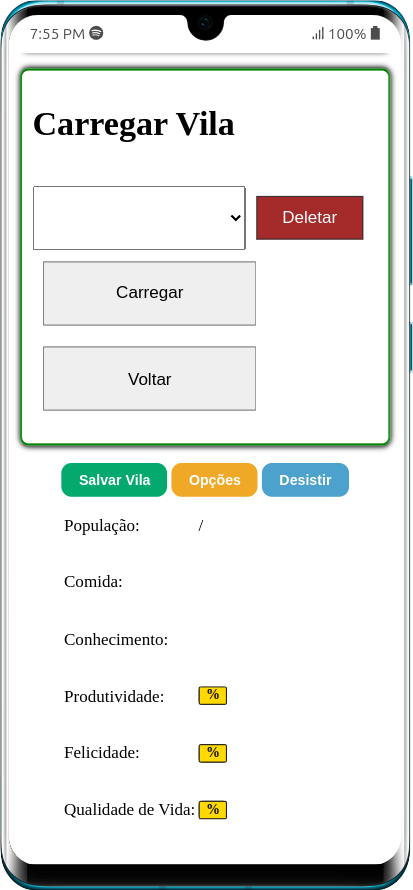 7:55 PM 100%
Carregar Vila
Deletar
Carregar
Voltar
Salvar Vila Opções Desistir
População: /
Comida:
Conhecimento:
Produtividade: %
Felicidade: %
Qualidade de Vida: %